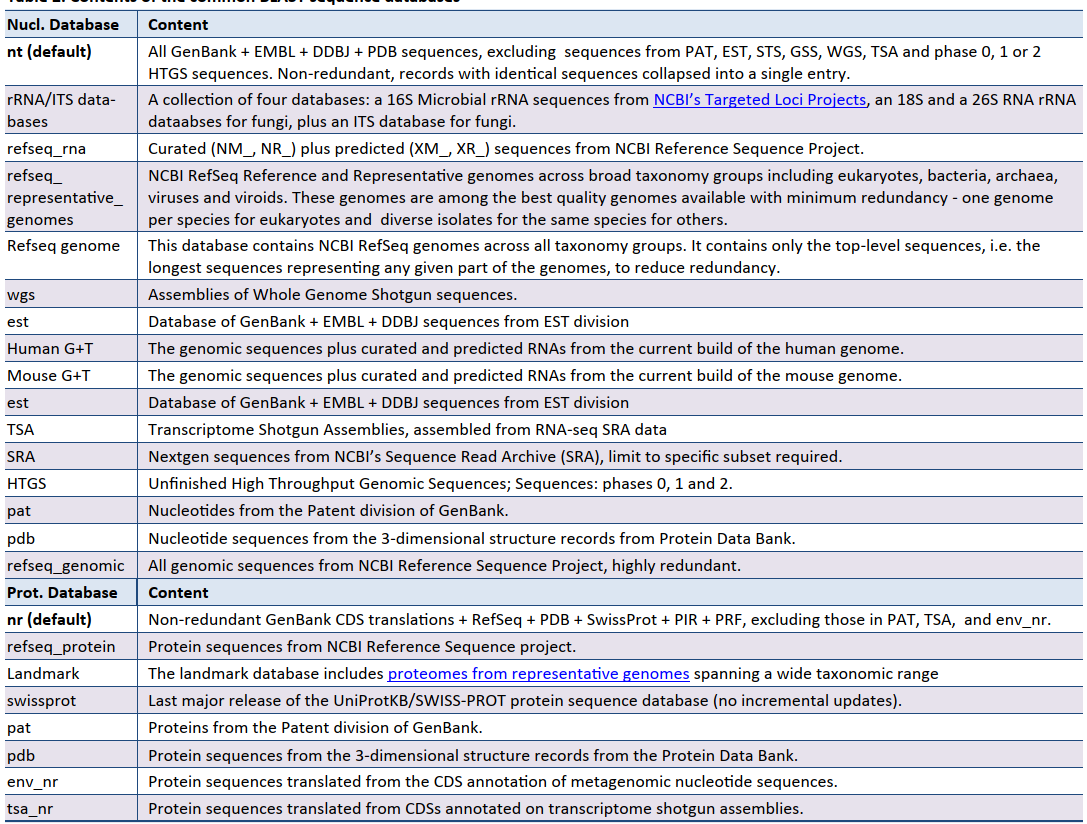 Table 2. Contents of the common BLAST sequence databases
Nucl. Database Content
nt (default) All GenBank + EMBL + DDBJ + PDB sequences, excluding sequences from PAT, EST, STS, GSS, WGS, TSA and phase 0, 1 or 2
HTGS sequences. Non-redundant, records with identical sequences collapsed into a single entry.
rRNA/ITS data- A collection of four databases: a 16S Microbial rRNA sequences from NCBI's Targeted Loci Projects, an 18S and a 26S RNA rRNA
bases dataabses for fungi, plus an ITS database for fungi.
refseq_rna Curated (NM_, NR_) plus predicted (XM_, XR_) sequences from NCBI Reference Sequence Project.
refseq_ NCBI RefSeq Reference and Representative genomes across broad taxonomy groups including eukaryotes, bacteria, archaea,
representative_ viruses and viroids. These genomes are among the best quality genomes available with minimum redundancy - one genome
genomes per species for eukaryotes and diverse isolates for the same species for others.
Refseq genome This database contains NCBI RefSeq genomes across all taxonomy groups. It contains only the top-level sequences, i.e. the
longest sequences representing any given part of the genomes, to reduce redundancy.
wgs Assemblies of Whole Genome Shotgun sequences.
est Database of GenBank + EMBL + DDBJ sequences from EST division
Human G+T The genomic sequences plus curated and predicted RNAs from the current build of the human genome.
Mouse G+T The genomic sequences plus curated and predicted RNAs from the current build of the mouse genome.
est Database of GenBank + EMBL + DDBJ sequences from EST division
TSA Transcriptome Shotgun Assemblies, assembled from RNA-seq SRA data
SRA Nextgen sequences from NCBI's Sequence Read Archive (SRA), limit to specific subset required.
HTGS Unfinished High Throughput Genomic Sequences; Sequences: phases 0, 1 and 2.
pat Nucleotides from the Patent division of GenBank.
pdb Nucleotide sequences from the 3-dimensional structure records from Protein Data Bank.
refseq_genomic All genomic sequences from NCBI Reference Sequence Project, highly redundant.
Prot. Database Content
nr (default) Non-redundant GenBank CDS translations + RefSeq + PDB + SwissProt + PIR + PRF, excluding those in PAT, TSA, and env_nr.
refseq_protein Protein sequences from NCBI Reference Sequence project.
Landmark The landmark database includes proteomes from representative genomes spanning a wide taxonomic range
swissprot Last major release of the UniProtKB/SWISS-PROT protein sequence database (no incremental updates).
pat Proteins from the Patent division of GenBank.
pdb Protein sequences from the 3-dimensional structure records from the Protein Data Bank.
env_nr Protein sequences translated from the CDS annotation of metagenomic nucleotide sequences.
tsa_nr Protein sequences translated from CDSs annotated on transcriptome shotgun assemblies.